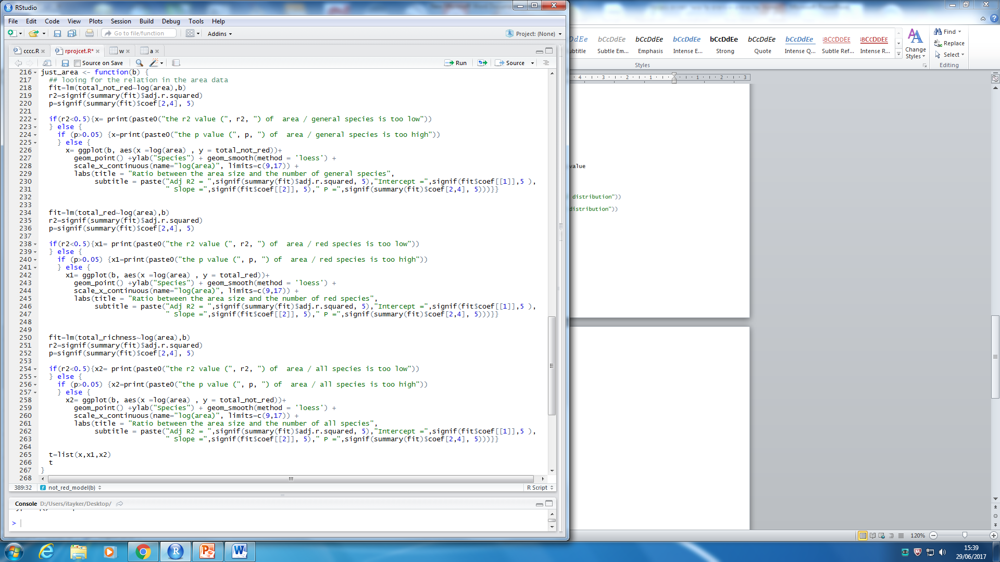 RStudio
File Edit Code View Plots Session Build Debug Tools Help
Go to file/function Addins Project: (None)
cccc.R rprojcet.R* w a
Source on Save Run Source
216 just_area <- function(b) {
217 ## looing for the relation in the area data
218 fit=lm(total_not_red~log(area),b)
219 r2=signif(summary(fit)$adj.r.squared)
220 p=signif(summary(fit)$coef[2,4], 5)
221
222 if(r2<0.5){x= print(paste0("the r2 value (", r2, ") of  area / general species is too low"))
223 } else {
224 if (p>0.05) {x=print(paste0("the p value (", p, ") of  area / general species is too high"))
225 } else {
226 x= ggplot(b, aes(x =log(area) , y = total_not_red))+
227 geom_point() +ylab("Species") + geom_smooth(method = 'loess') +
228 scale_x_continuous(name="log(area)", limits=c(9,17)) +
229 labs(title = "Ratio between the area size and the number of general species",
230 subtitle = paste("Adj R2 = ",signif(summary(fit)$adj.r.squared, 5),"Intercept =",signif(fit$coef[[1]],5 ),
231 " Slope =",signif(fit$coef[[2]], 5)," P =",signif(summary(fit)$coef[2,4], 5)))}}
232
233
234 fit=lm(total_red~log(area),b)
235 r2=signif(summary(fit)$adj.r.squared)
236 p=signif(summary(fit)$coef[2,4], 5)
237
238 if(r2<0.5){x1= print(paste0("the r2 value (", r2, ") of  area / red species is too low"))
239 } else {
240 if (p>0.05) {x1=print(paste0("the p value (", p, ") of  area / red species is too high"))
241 } else {
242 x1= ggplot(b, aes(x =log(area) , y = total_red))+
243 geom_point() +ylab("Species") + geom_smooth(method = 'loess') +
244 scale_x_continuous(name="log(area)", limits=c(9,17)) +
245 labs(title = "Ratio between the area size and the number of red species",
246 subtitle = paste("Adj R2 = ",signif(summary(fit)$adj.r.squared, 5),"Intercept =",signif(fit$coef[[1]],5 ),
247 " Slope =",signif(fit$coef[[2]], 5)," P =",signif(summary(fit)$coef[2,4], 5)))}}
248
249
250 fit=lm(total_richness~log(area),b)
251 r2=signif(summary(fit)$adj.r.squared)
252 p=signif(summary(fit)$coef[2,4], 5)
253
254 if(r2<0.5){x2= print(paste0("the r2 value (", r2, ") of  area / all species is too low"))
255 } else {
256 if (p>0.05) {x2=print(paste0("the p value (", p, ") of  area / all species is too high"))
257 } else {
258 x2= ggplot(b, aes(x =log(area) , y = total_not_red))+
259 geom_point() +ylab("Species") + geom_smooth(method = 'loess') +
260 scale_x_continuous(name="log(area)", limits=c(9,17)) +
261 labs(title = "Ratio between the area size and the number of all species",
262 subtitle = paste("Adj R2 = ",signif(summary(fit)$adj.r.squared, 5),"Intercept =",signif(fit$coef[[1]],5 ),
263 " Slope =",signif(fit$coef[[2]], 5)," P =",signif(summary(fit)$coef[2,4], 5)))}}
264
265 t=list(x,x1,x2)
266 t
267 }
268
389:32 not_red_model(b) R Script
Console D:/Users/itayker/Desktop/
>
DdEe bCcDdEe bCcDdEe bCcDdEe bCcDdEe bCcDdEe bCcDdEe BCCDDEE BCCDDEE
btitle Subtle Em... Emphasis Intense E... Strong Quote Intense Q... Subtle Ref... Intense R...
Change Styles
Find
Replace
Select
Styles Editing
4 3 2 1 1 2 3
value
distribution"))
distribution"))
120%
15:39
29/06/2017